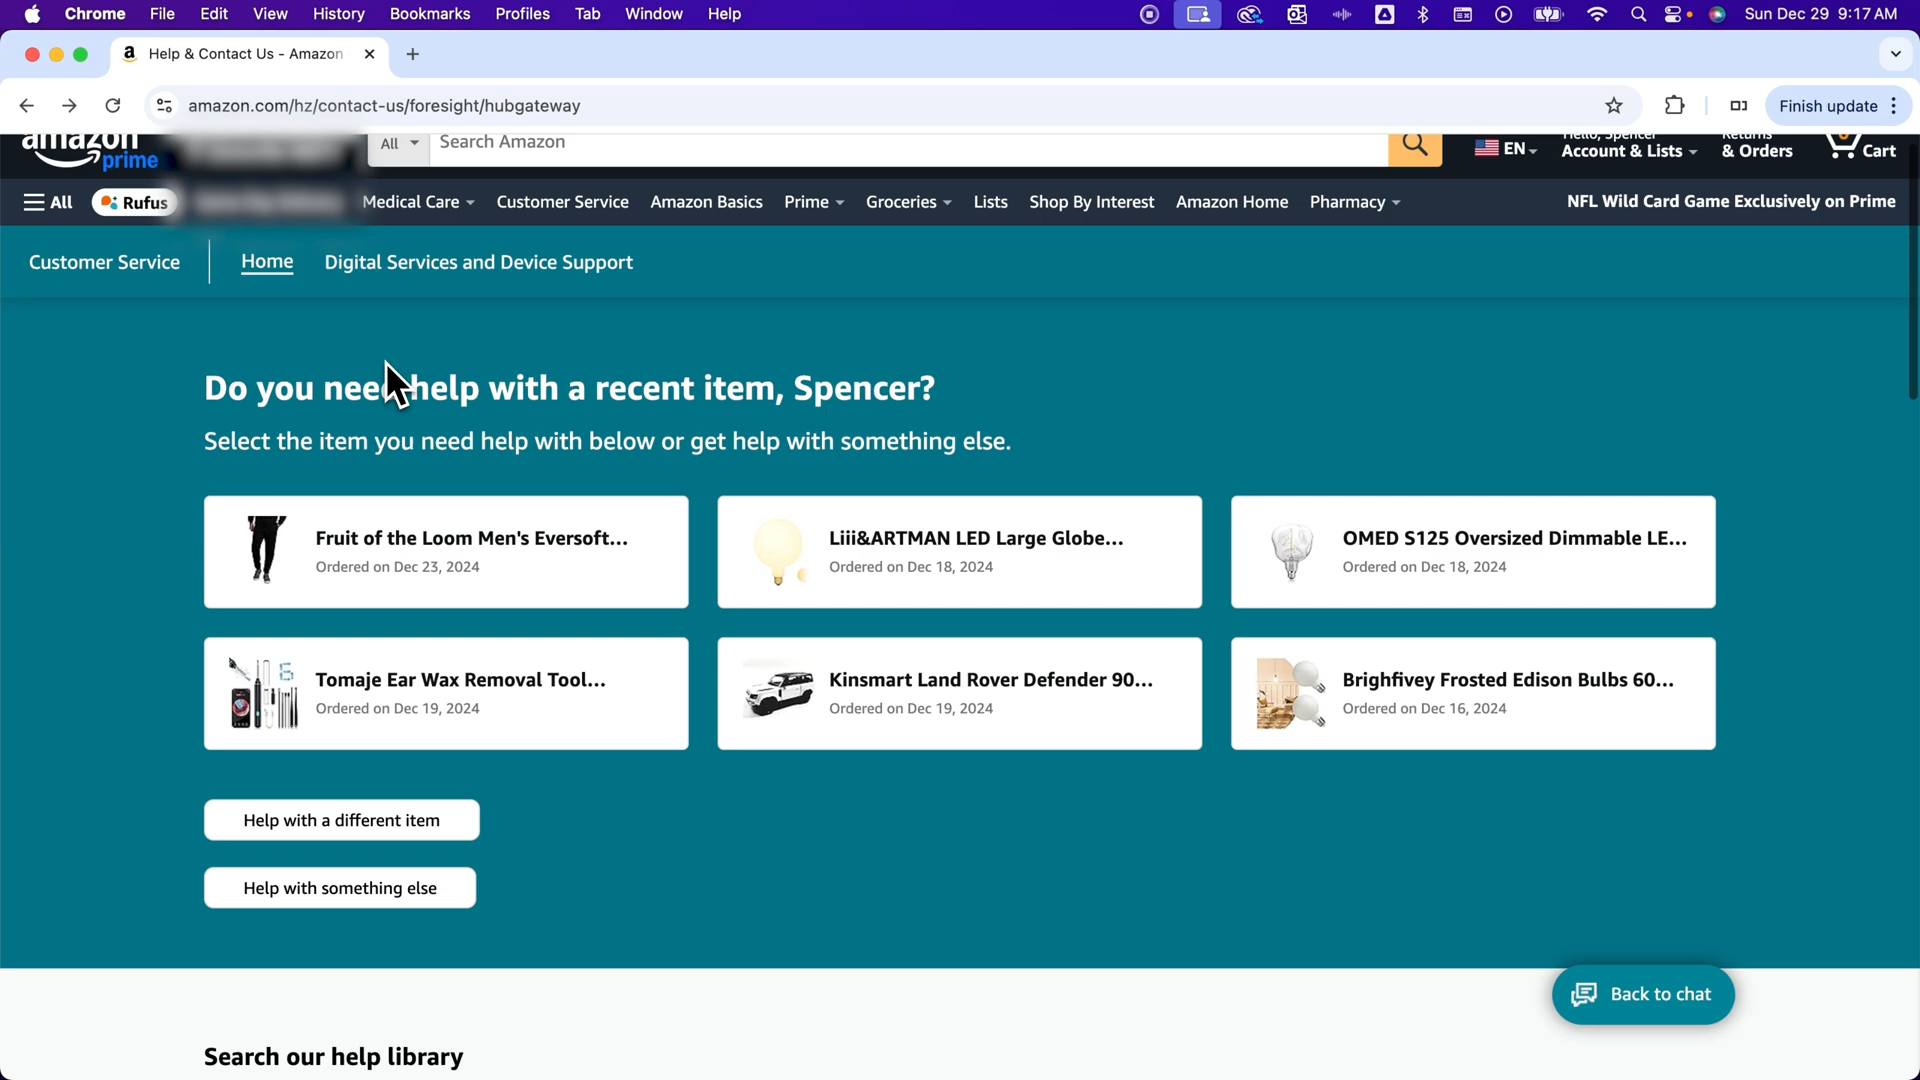 Chrome File Edit View History Bookmarks Profiles Tab Window Help Sun Dec 29 9:17 AM
Help & Contact Us - Amazon
amazon.com/hz/contact-us/foresight/hubgateway Finish update
amazon prime All Search Amazon EN Hello, Spencer Account & Lists Returns & Orders Cart
All Rufus Medical Care Customer Service Amazon Basics Prime Groceries Lists Shop By Interest Amazon Home Pharmacy NFL Wild Card Game Exclusively on Prime
Customer Service Home Digital Services and Device Support
Do you need help with a recent item, Spencer?
Select the item you need help with below or get help with something else.
Fruit of the Loom Men's Eversoft...
Ordered on Dec 23, 2024
Liii&ARTMAN LED Large Globe...
Ordered on Dec 18, 2024
OMED S125 Oversized Dimmable LE...
Ordered on Dec 18, 2024
Tomaje Ear Wax Removal Tool...
Ordered on Dec 19, 2024
Kinsmart Land Rover Defender 90...
Ordered on Dec 19, 2024
Brighfivey Frosted Edison Bulbs 60...
Ordered on Dec 16, 2024
Help with a different item
Help with something else
Back to chat
Search our help library